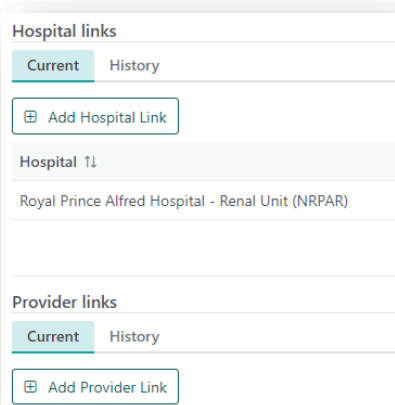 Hospital links
Current History
Add Hospital Link
Hospital
Royal Prince Alfred Hospital - Renal Unit (NRPAR)
Provider links
Current History
Add Provider Link